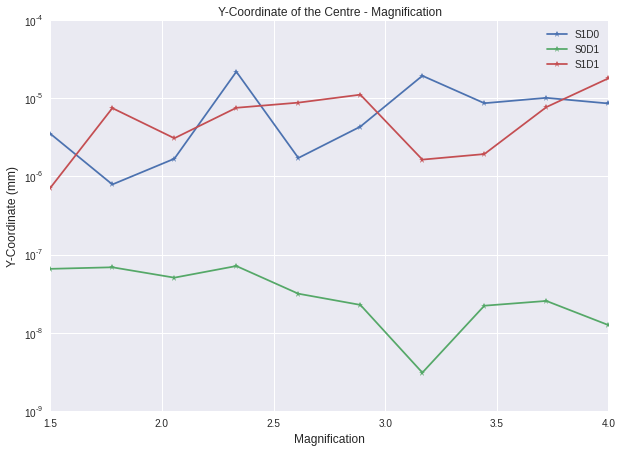 Y-Coordinate of the Centre - Magnification
S1D0
S0D1
S1D1
Y-Coordinate (mm)
10^-4
10^-5
10^-6
10^-7
10^-8
10^-9
1.5 2.0 2.5 3.0 3.5 4.0
Magnification